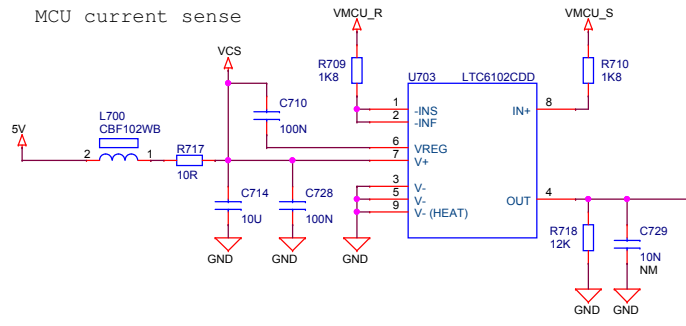 MCU current sense
VMCU_R
VMCU_S
VCS
R709
1K8
U703
LTC6102CDD
R710
1K8
C710
100N
L700
CBF102WB
5V
2
1
R717
10R
1
2
-INS
-INF
IN+
8
6
7
VREG
V+
C714
10U
C728
100N
3
5
9
V-
V-
V- (HEAT)
OUT
4
R718
12K
C729
10N
NM
GND
GND
GND
GND
GND